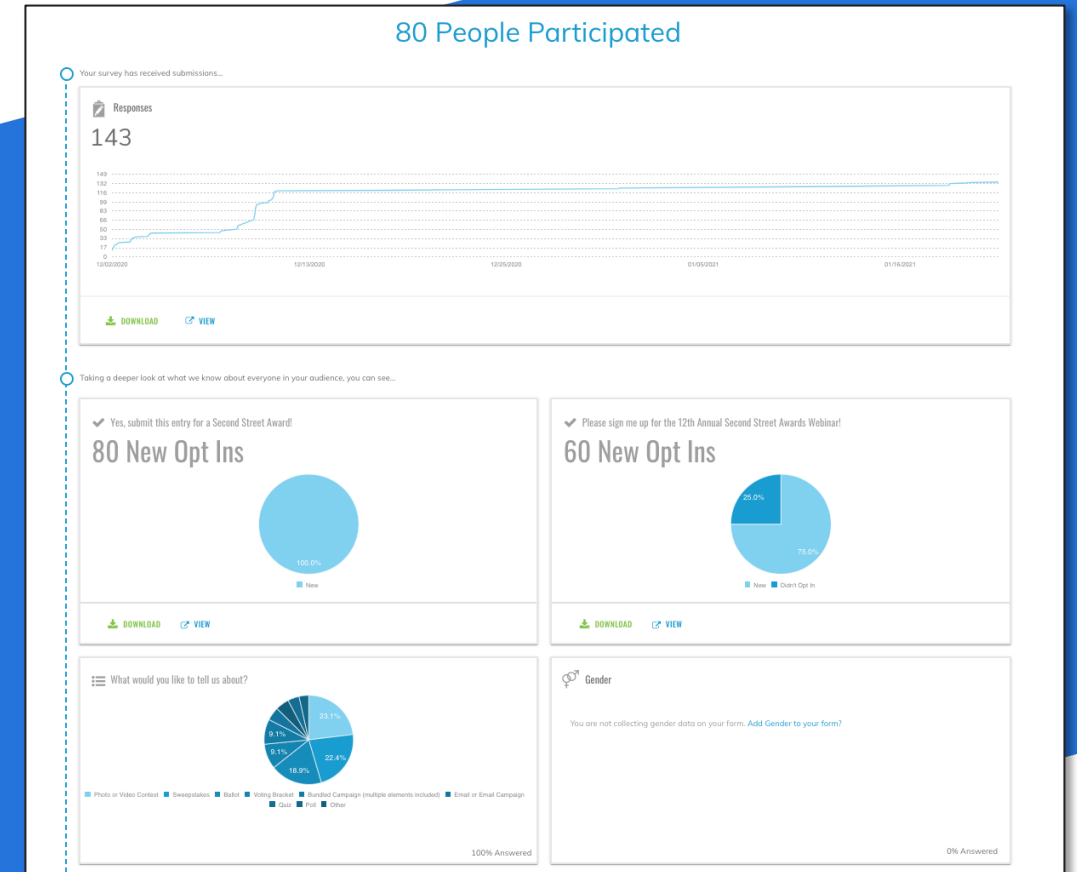 80 People Participated
Your survey has received submissions...
Responses
143
149
132
116
99
83
66
50
33
17
0
12/02/2020 12/13/2020 12/25/2020 01/05/2021 01/16/2021
DOWNLOAD VIEW
Taking a deeper look at what we know about everyone in your audience, you can see...
Yes, submit this entry for a Second Street Award!
80 New Opt Ins
100.0%
New
DOWNLOAD VIEW
Please sign me up for the 12th Annual Second Street Awards Webinar!
60 New Opt Ins
25.0%
75.0%
New Didn't Opt In
DOWNLOAD VIEW
What would you like to tell us about?
23.1%
22.4%
18.9%
9.1%
9.1%
Photo or Video Contest Sweepstakes Ballot Voting Bracket Bundled Campaign (multiple elements included) Email or Email Campaign
Quiz Poll Other
100% Answered
Gender
You are not collecting gender data on your form. Add Gender to your form?
0% Answered